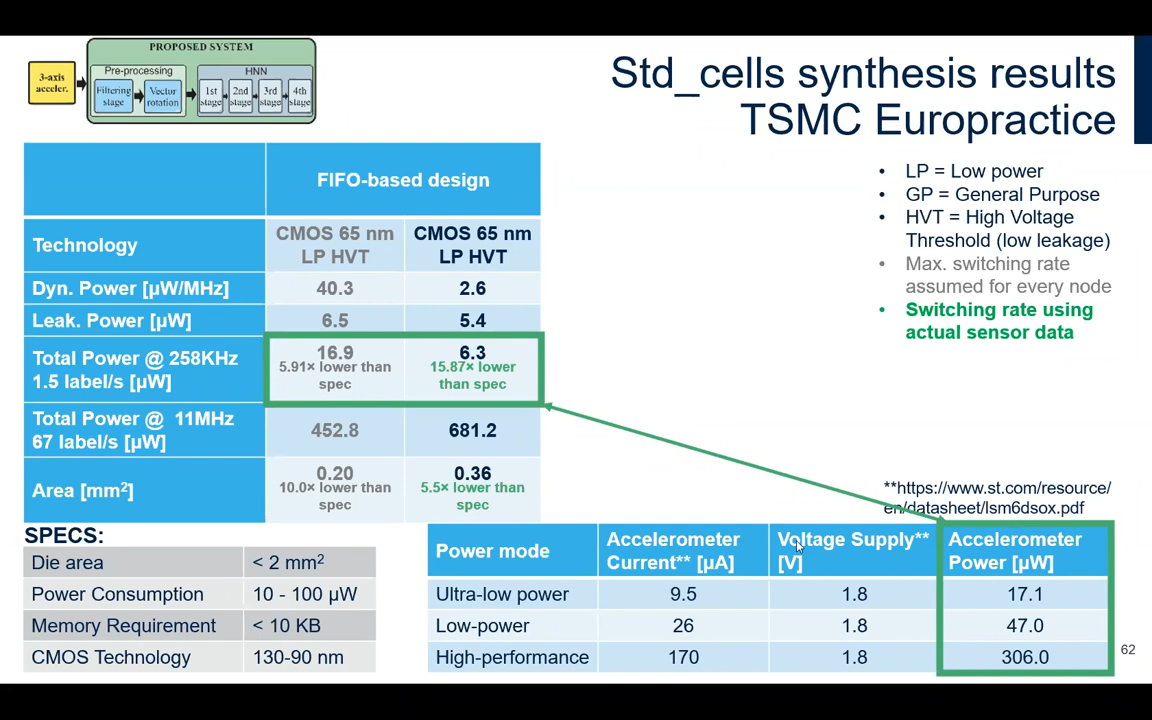 PROPOSED SYSTEM
3-axis
acceler.
Pre-processing
HNN
Filtering
stage
Vector
rotation
1st
stage
2nd
stage
3rd
stage
4th
stage
Std_cells synthesis results
TSMC Europractice
• LP = Low power
• GP = General Purpose
• HVT = High Voltage
Threshold (low leakage)
• Max. switching rate
assumed for every node
• Switching rate using
actual sensor data
FIFO-based design
Technology
CMOS 65 nm
LP HVT
CMOS 65 nm
LP HVT
Dyn. Power [µW/MHz] 40.3 2.6
Leak. Power [µW] 6.5 5.4
Total Power @ 258KHz
1.5 label/s [µW]
16.9
5.91× lower than
spec
6.3
15.87× lower
than spec
Total Power @ 11MHz
67 label/s [µW]
452.8 681.2
Area [mm²]
0.20
10.0× lower than
spec
0.36
5.5× lower than
spec
**https://www.st.com/resource/
en/datasheet/lsm6dsox.pdf
SPECS:
Die area < 2 mm²
Power Consumption 10 - 100 µW
Memory Requirement < 10 KB
CMOS Technology 130-90 nm
Power mode
Accelerometer
Current** [µA]
Voltage Supply**
[V]
Accelerometer
Power [µW]
Ultra-low power 9.5 1.8 17.1
Low-power 26 1.8 47.0
High-performance 170 1.8 306.0
62